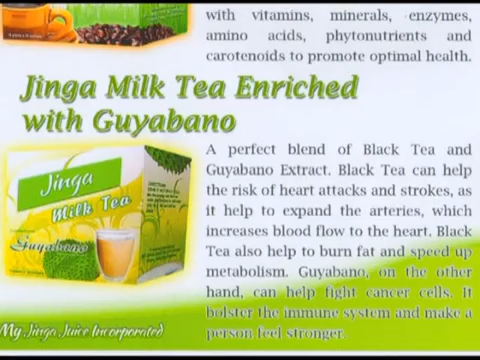 with vitamins, minerals, enzymes,
amino acids, phytonutrients and
carotenoids to promote optimal health.
Jinga Milk Tea Enriched
with Guyabano
A perfect blend of Black Tea and
Guyabano Extract. Black Tea can help
the risk of heart attacks and strokes, as
it help to expand the arteries, which
increases blood flow to the heart. Black
Tea also help to burn fat and speed up
metabolism. Guyabano, on the other
hand, can help fight cancer cells. It
bolster the immune system and make a
person feel stronger.
Jinga
Milk Tea
Guyabano
My Jinga Juice Incorporated